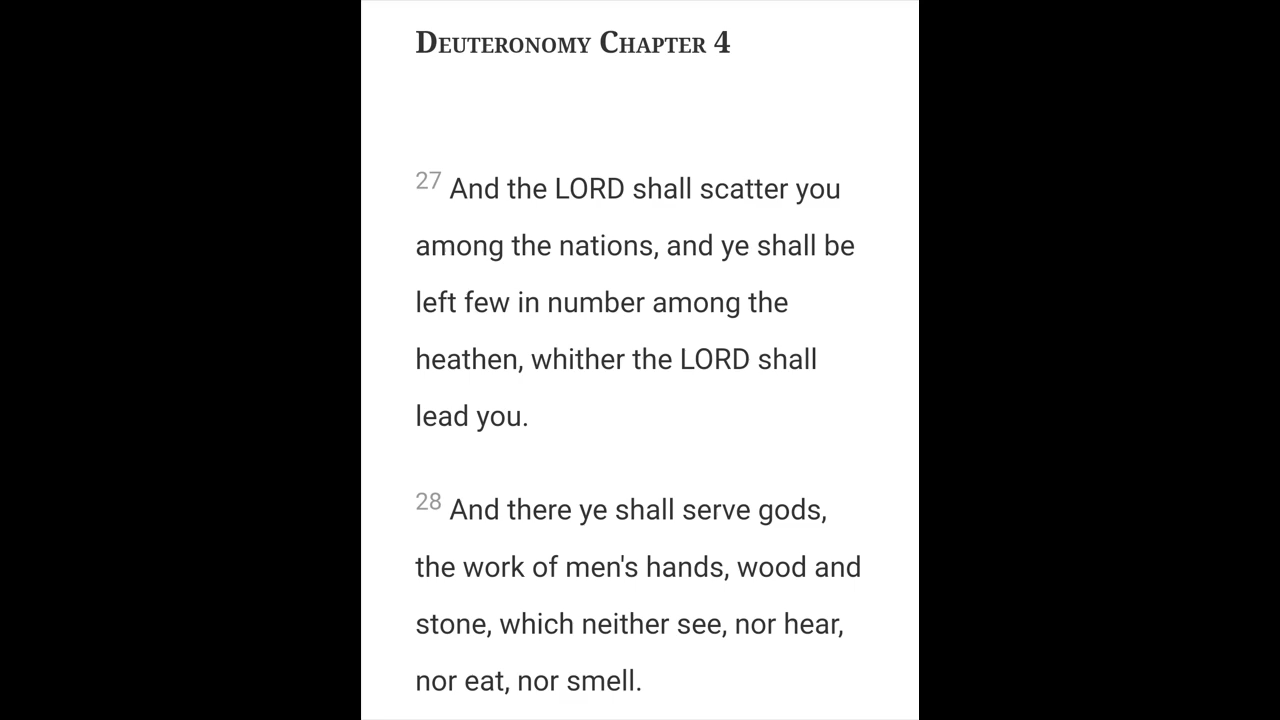 Deuteronomy Chapter 4
27 And the LORD shall scatter you
among the nations, and ye shall be
left few in number among the
heathen, whither the LORD shall
lead you.
28 And there ye shall serve gods,
the work of men's hands, wood and
stone, which neither see, nor hear,
nor eat, nor smell.